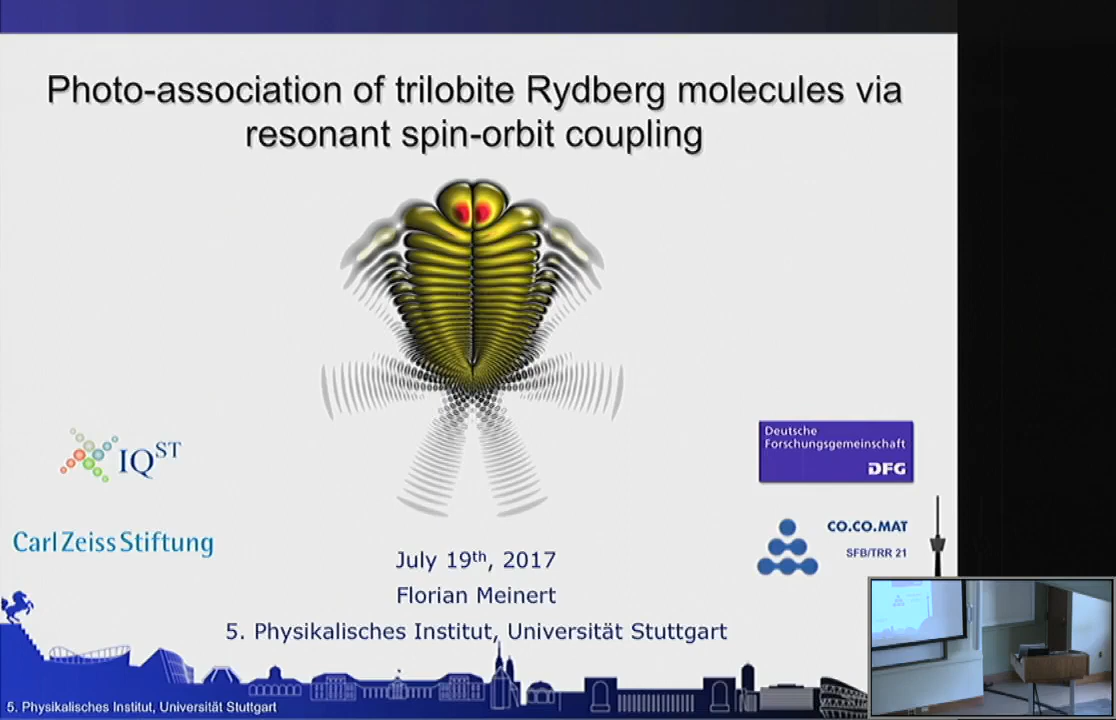 Photo-association of trilobite Rydberg molecules via
resonant spin-orbit coupling
IQST
Carl Zeiss Stiftung
Deutsche
Forschungsgemeinschaft
DFG
CO.CO.MAT
SFB/TRR 21
July 19th, 2017
Florian Meinert
5. Physikalisches Institut, Universität Stuttgart
5. Physikalisches Institut, Universität Stuttgart